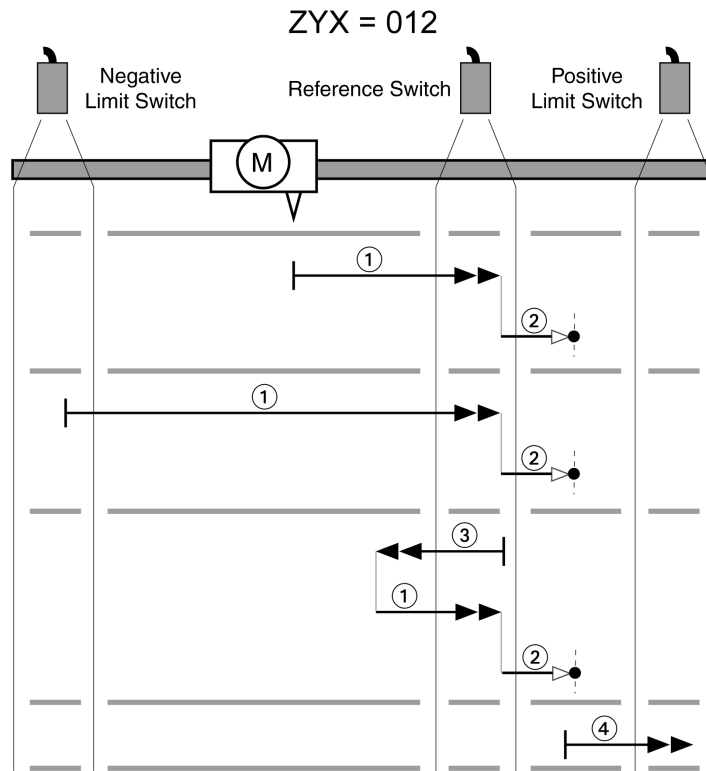 ZYX = 012
Negative
Limit Switch
Reference Switch
Positive
Limit Switch
M
1
2
1
2
3
1
2
4